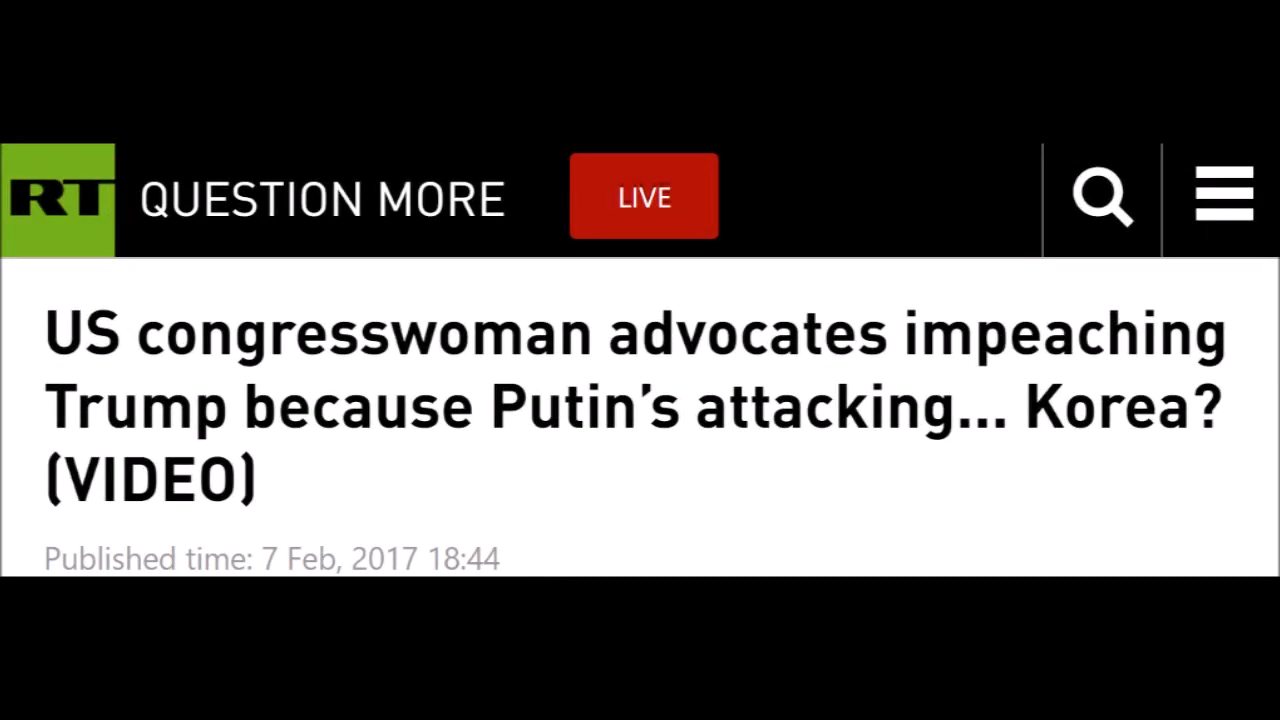 RT QUESTION MORE LIVE
US congresswoman advocates impeaching
Trump because Putin’s attacking... Korea?
(VIDEO)
Published time: 7 Feb, 2017 18:44